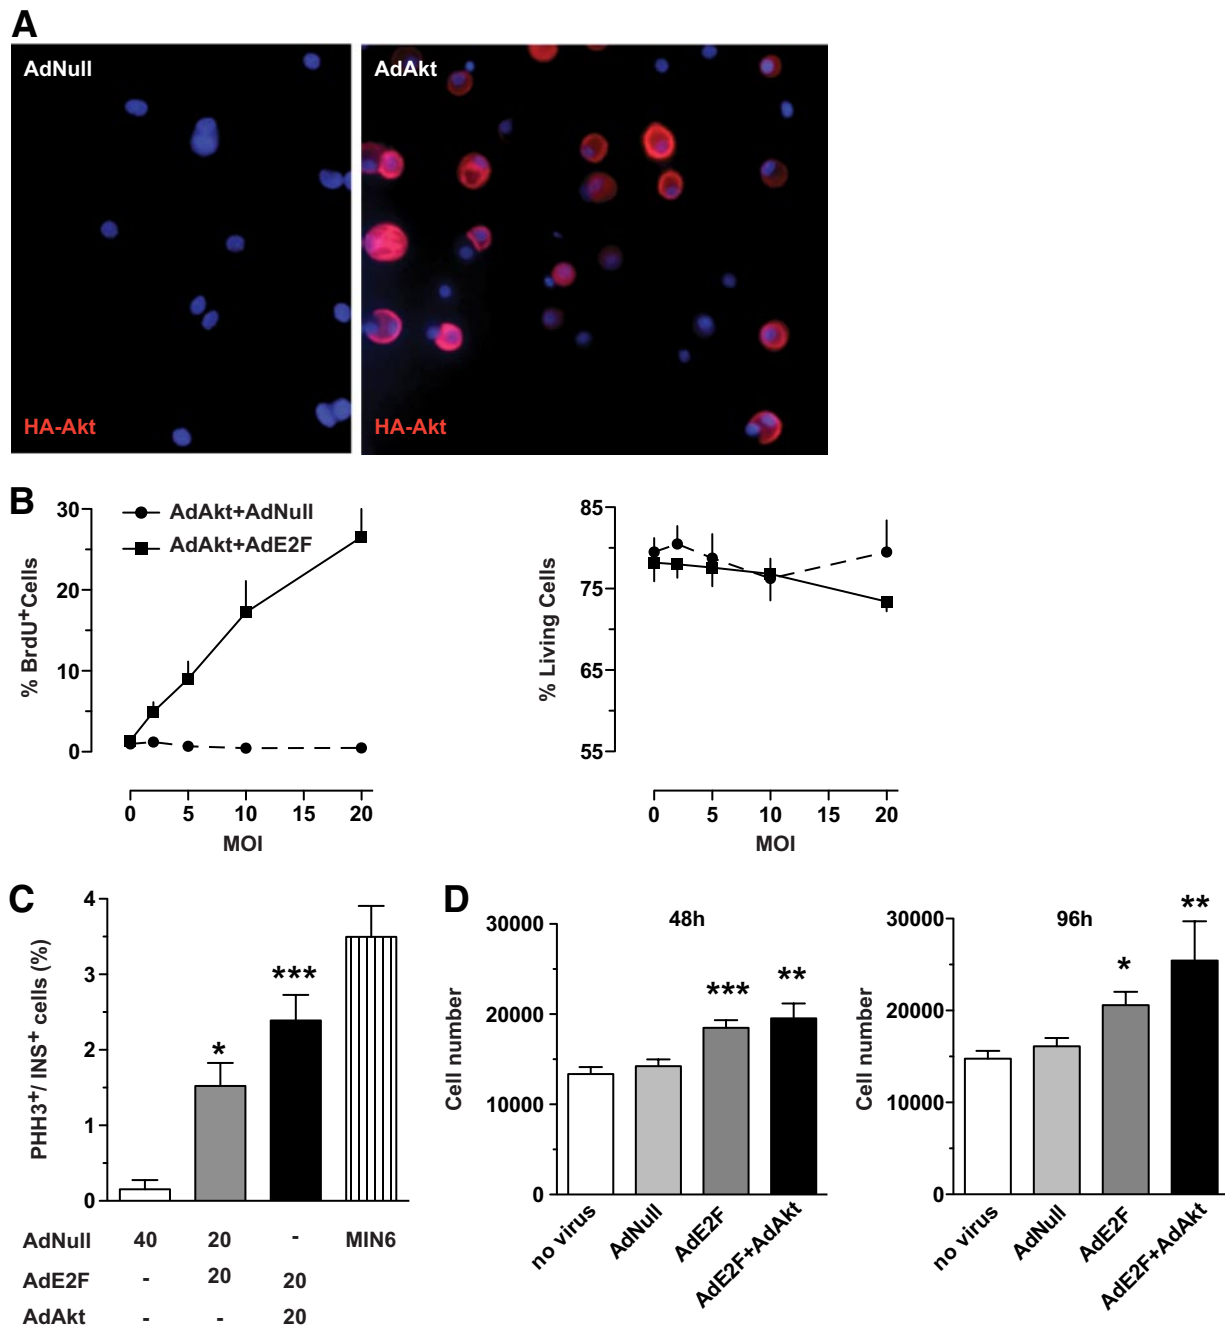 A
AdNull
AdAkt
HA-Akt
HA-Akt
B
30
20
10
0
% BrdU+Cells
AdAkt+AdNull
AdAkt+AdE2F
0 5 10 15 20
MOI
85
75
65
55
% Living Cells
0 5 10 15 20
MOI
C
4
3
2
1
0
PHH3+/ INS+ cells (%)
*
***
AdNull 40 20 - MIN6
AdE2F - 20 20
AdAkt - - 20
D
30000
20000
10000
0
Cell number
48h
***
**
no virus
AdNull
AdE2F
AdE2F+AdAkt
30000
20000
10000
0
Cell number
96h
*
**
no virus
AdNull
AdE2F
AdE2F+AdAkt